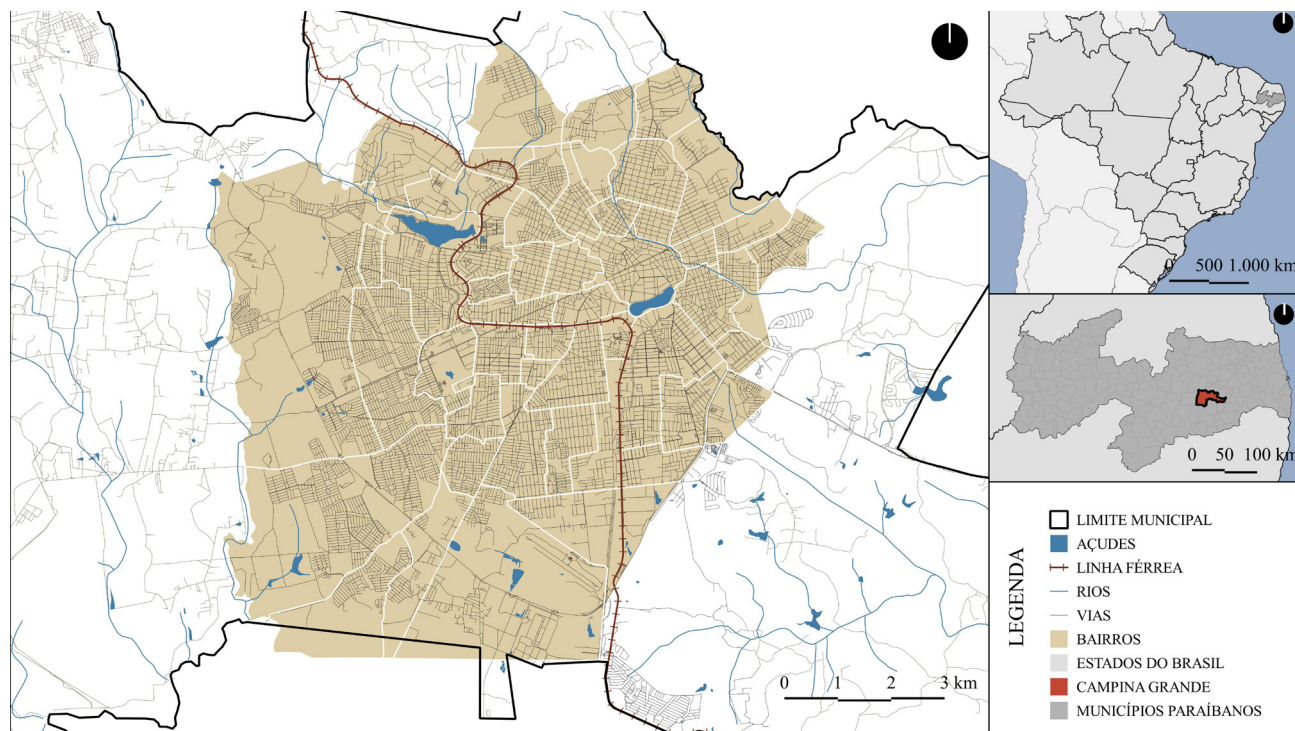 0 1 2 3 km
0 500 1.000 km
0 50 100 km
LEGENDA
LIMITE MUNICIPAL
AÇUDES
LINHA FÉRREA
RIOS
VIAS
BAIRROS
ESTADOS DO BRASIL
CAMPINA GRANDE
MUNICÍPIOS PARAÍBANOS